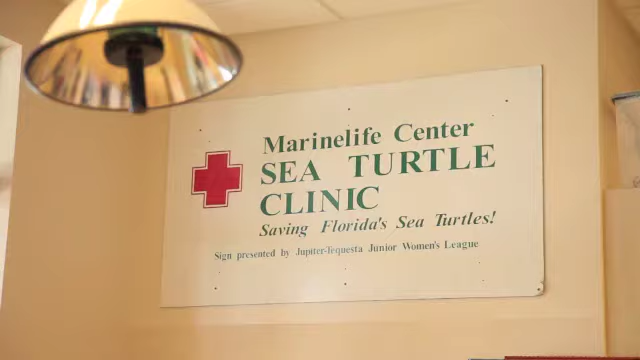 Marinelife Center
SEA TURTLE
CLINIC
Saving Florida's Sea Turtles!
Sign presented by Jupiter-Tequesta Junior Women's League